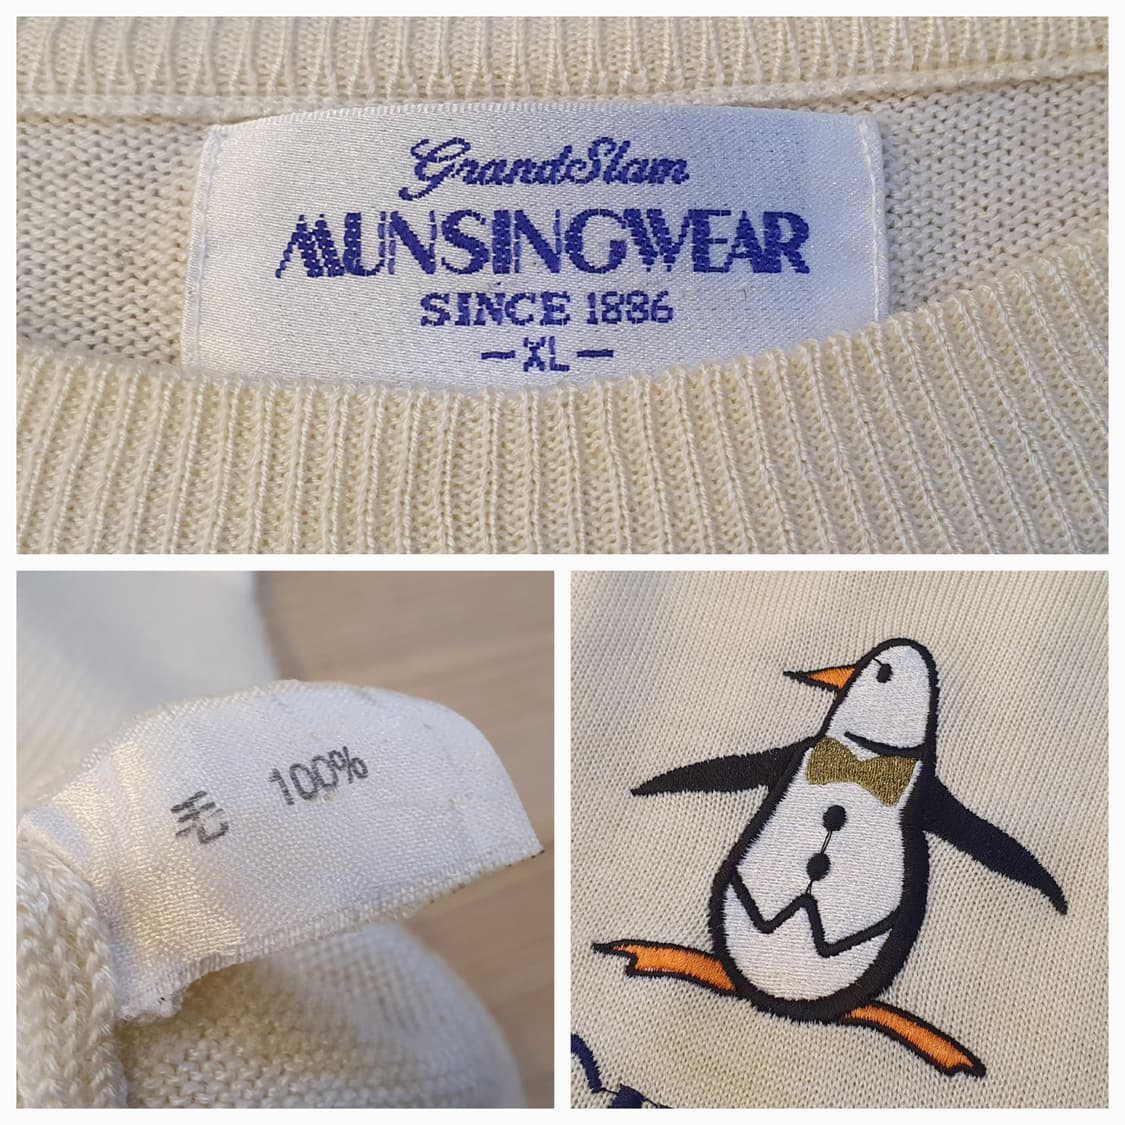 GrandSlam
MUNSINGWEAR
SINCE 1886
-XL-
毛 100%